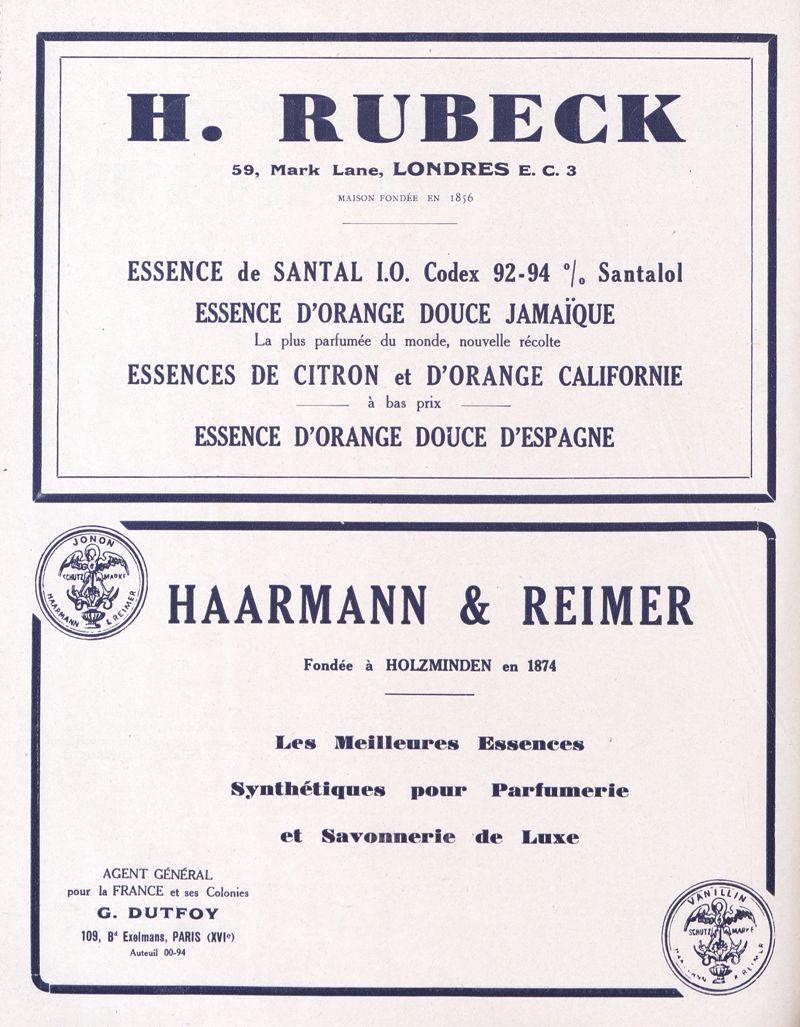 H. RUBECK
59, Mark Lane, LONDRES E. C. 3
MAISON FONDÉE EN 1856
ESSENCE de SANTAL I.O. Codex 92-94 % Santalol
ESSENCE D'ORANGE DOUCE JAMAÏQUE
La plus parfumée du monde, nouvelle récolte
ESSENCES DE CITRON et D'ORANGE CALIFORNIE
à bas prix
ESSENCE D'ORANGE DOUCE D'ESPAGNE
JONON
SCHUTZ MARKE
HAARMANN & REIMER
HAARMANN & REIMER
Fondée à HOLZMINDEN en 1874
Les Meilleures Essences
Synthétiques pour Parfumerie
et Savonnerie de Luxe
AGENT GÉNÉRAL
pour la FRANCE et ses Colonies
G. DUTFOY
109, Bd Exelmans, PARIS (XVIe)
Auteuil 00-94
VANILLIN
SCHUTZ MARKE
& REIMER